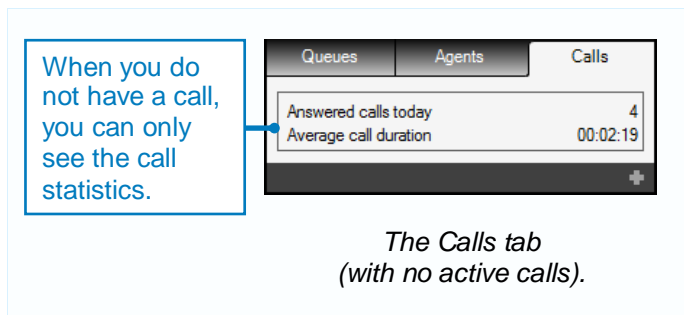 When you do
not have a call,
you can only
see the call
statistics.
Queues Agents Calls
Answered calls today 4
Average call duration 00:02:19
The Calls tab
(with no active calls).